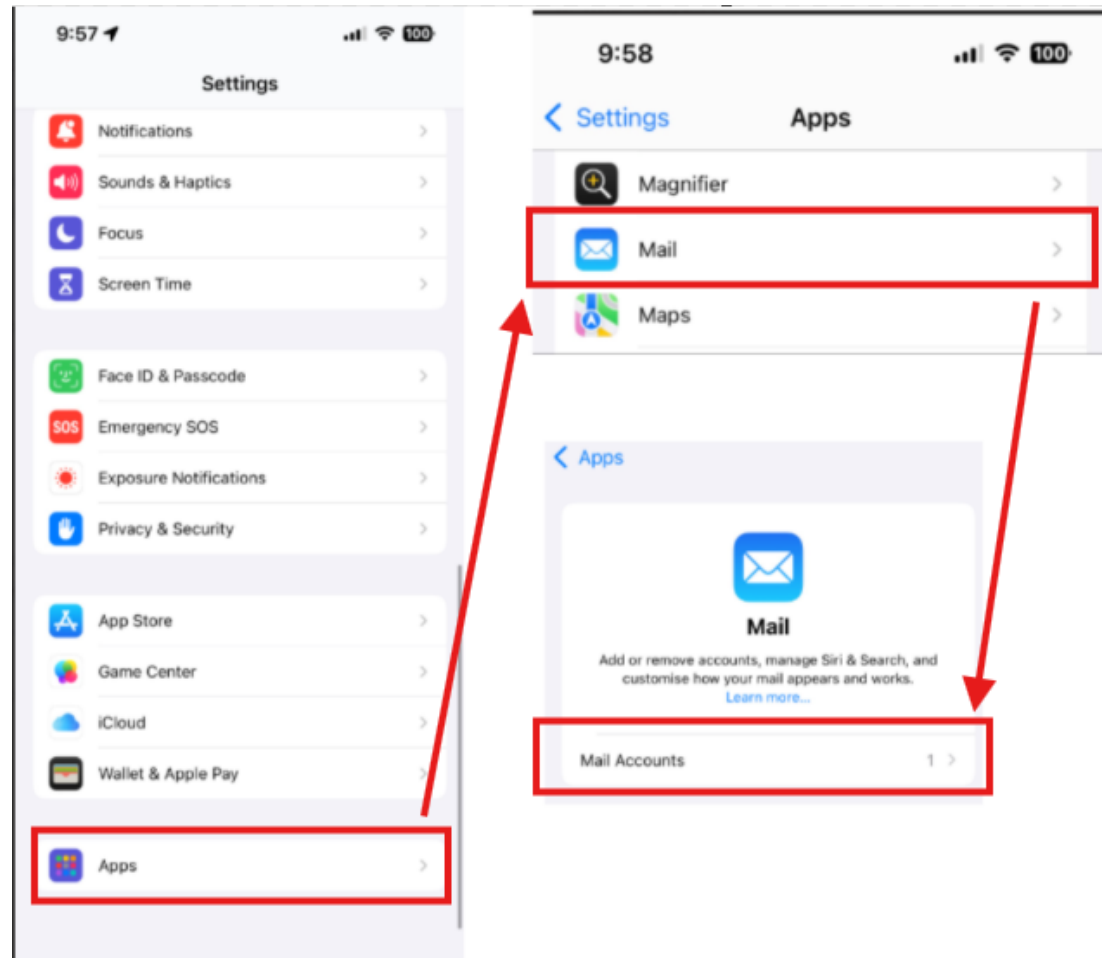 9:57
100
Settings
Notifications
Sounds & Haptics
Focus
Screen Time
Face ID & Passcode
SOS
Emergency SOS
Exposure Notifications
Privacy & Security
App Store
Game Center
iCloud
Wallet & Apple Pay
Apps
9:58
100
Settings
Apps
Magnifier
Mail
Maps
Apps
Mail
Add or remove accounts, manage Siri & Search, and
customise how your mail appears and works.
Learn more...
Mail Accounts 1